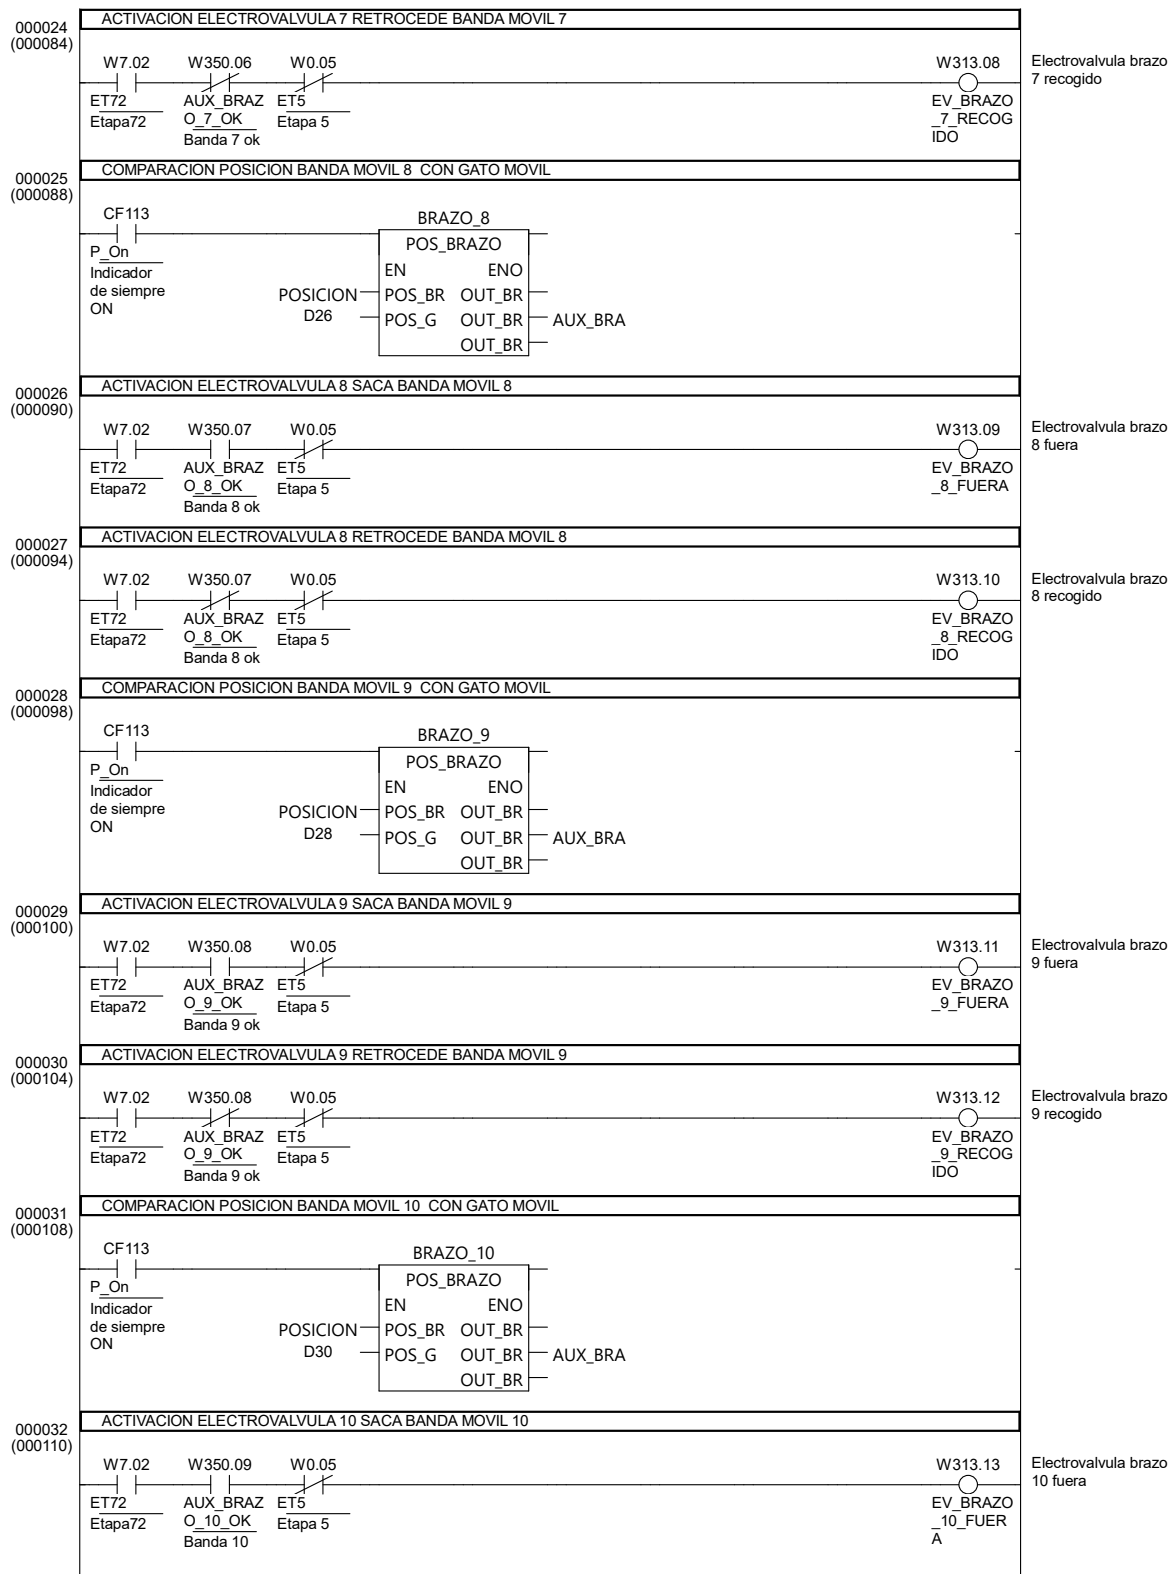 000024
(000084)
ACTIVACION ELECTROVALVULA 7 RETROCEDE BANDA MOVIL 7
W7.02 W350.06 W0.05 W313.08
ET72 AUX_BRAZ ET5 EV_BRAZO
Etapa72 O_7_OK Etapa 5 _7_RECOG
Banda 7 ok IDO
Electrovalvula brazo
7 recogido
000025
(000088)
COMPARACION POSICION BANDA MOVIL 8 CON GATO MOVIL
CF113
P_On
Indicador
de siempre
ON
BRAZO_8
POS_BRAZO
EN ENO
POSICION POS_BR OUT_BR
D26 POS_G OUT_BR AUX_BRA
OUT_BR
000026
(000090)
ACTIVACION ELECTROVALVULA 8 SACA BANDA MOVIL 8
W7.02 W350.07 W0.05 W313.09
ET72 AUX_BRAZ ET5 EV_BRAZO
Etapa72 O_8_OK Etapa 5 _8_FUERA
Banda 8 ok
Electrovalvula brazo
8 fuera
000027
(000094)
ACTIVACION ELECTROVALVULA 8 RETROCEDE BANDA MOVIL 8
W7.02 W350.07 W0.05 W313.10
ET72 AUX_BRAZ ET5 EV_BRAZO
Etapa72 O_8_OK Etapa 5 _8_RECOG
Banda 8 ok IDO
Electrovalvula brazo
8 recogido
000028
(000098)
COMPARACION POSICION BANDA MOVIL 9 CON GATO MOVIL
CF113
P_On
Indicador
de siempre
ON
BRAZO_9
POS_BRAZO
EN ENO
POSICION POS_BR OUT_BR
D28 POS_G OUT_BR AUX_BRA
OUT_BR
000029
(000100)
ACTIVACION ELECTROVALVULA 9 SACA BANDA MOVIL 9
W7.02 W350.08 W0.05 W313.11
ET72 AUX_BRAZ ET5 EV_BRAZO
Etapa72 O_9_OK Etapa 5 _9_FUERA
Banda 9 ok
Electrovalvula brazo
9 fuera
000030
(000104)
ACTIVACION ELECTROVALVULA 9 RETROCEDE BANDA MOVIL 9
W7.02 W350.08 W0.05 W313.12
ET72 AUX_BRAZ ET5 EV_BRAZO
Etapa72 O_9_OK Etapa 5 _9_RECOG
Banda 9 ok IDO
Electrovalvula brazo
9 recogido
000031
(000108)
COMPARACION POSICION BANDA MOVIL 10 CON GATO MOVIL
CF113
P_On
Indicador
de siempre
ON
BRAZO_10
POS_BRAZO
EN ENO
POSICION POS_BR OUT_BR
D30 POS_G OUT_BR AUX_BRA
OUT_BR
000032
(000110)
ACTIVACION ELECTROVALVULA 10 SACA BANDA MOVIL 10
W7.02 W350.09 W0.05 W313.13
ET72 AUX_BRAZ ET5 EV_BRAZO
Etapa72 O_10_OK Etapa 5 _10_FUER
Banda 10 A
Electrovalvula brazo
10 fuera